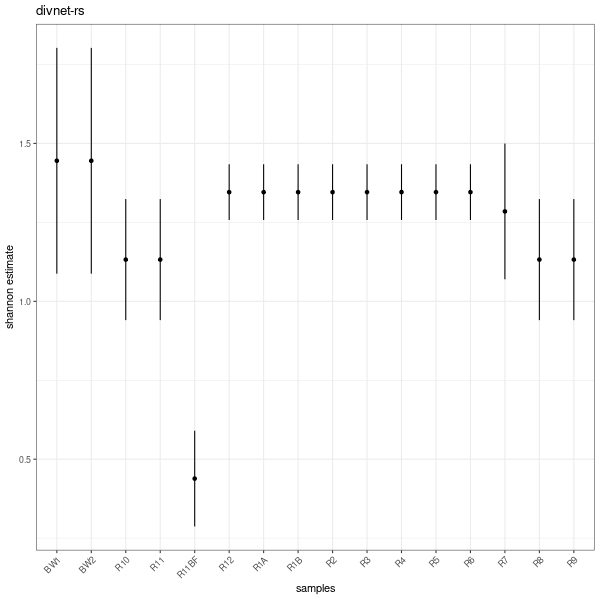 divnet-rs
shannon estimate
1.5
1.0
0.5
BW1 BW2 R10 R11 R11BF R12 R1A R1B R2 R3 R4 R5 R6 R7 R8 R9
samples